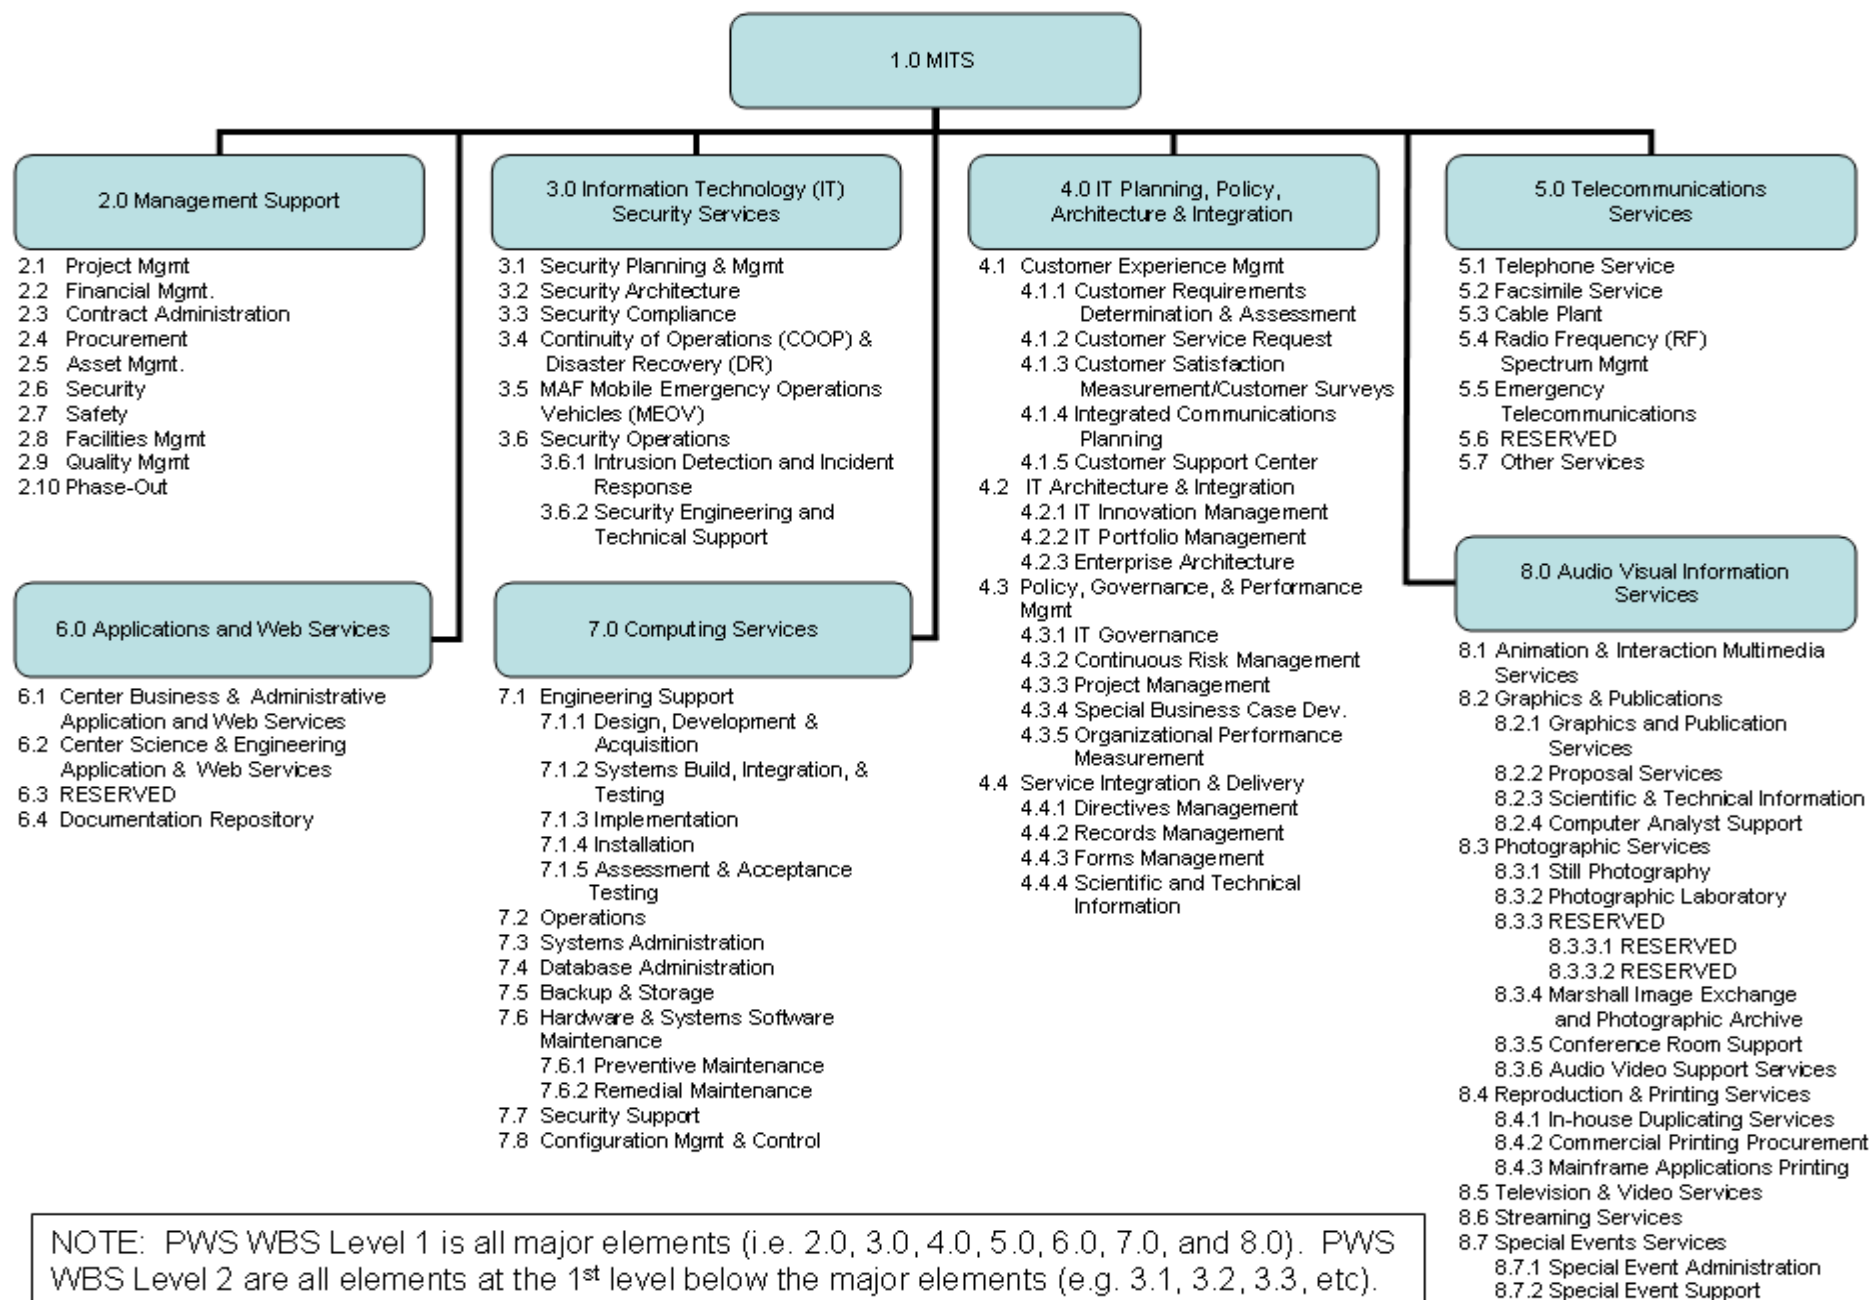 1.0 MITS
2.0 Management Support
2.1 Project Mgmt
2.2 Financial Mgmt.
2.3 Contract Administration
2.4 Procurement
2.5 Asset Mgmt.
2.6 Security
2.7 Safety
2.8 Facilities Mgmt
2.9 Quality Mgmt
2.10 Phase-Out
3.0 Information Technology (IT)
Security Services
3.1 Security Planning & Mgmt
3.2 Security Architecture
3.3 Security Compliance
3.4 Continuity of Operations (COOP) &
Disaster Recovery (DR)
3.5 MAF Mobile Emergency Operations
Vehicles (MEOV)
3.6 Security Operations
3.6.1 Intrusion Detection and Incident
Response
3.6.2 Security Engineering and
Technical Support
4.0 IT Planning, Policy,
Architecture & Integration
4.1 Customer Experience Mgmt
4.1.1 Customer Requirements
Determination & Assessment
4.1.2 Customer Service Request
4.1.3 Customer Satisfaction
Measurement/Customer Surveys
4.1.4 Integrated Communications
Planning
4.1.5 Customer Support Center
4.2 IT Architecture & Integration
4.2.1 IT Innovation Management
4.2.2 IT Portfolio Management
4.2.3 Enterprise Architecture
4.3 Policy, Governance, & Performance
Mgmt
4.3.1 IT Governance
4.3.2 Continuous Risk Management
4.3.3 Project Management
4.3.4 Special Business Case Dev.
4.3.5 Organizational Performance
Measurement
4.4 Service Integration & Delivery
4.4.1 Directives Management
4.4.2 Records Management
4.4.3 Forms Management
4.4.4 Scientific and Technical
Information
5.0 Telecommunications
Services
5.1 Telephone Service
5.2 Facsimile Service
5.3 Cable Plant
5.4 Radio Frequency (RF)
Spectrum Mgmt
5.5 Emergency
Telecommunications
5.6 RESERVED
5.7 Other Services
6.0 Applications and Web Services
6.1 Center Business & Administrative
Application and Web Services
6.2 Center Science & Engineering
Application & Web Services
6.3 RESERVED
6.4 Documentation Repository
7.0 Computing Services
7.1 Engineering Support
7.1.1 Design, Development &
Acquisition
7.1.2 Systems Build, Integration, &
Testing
7.1.3 Implementation
7.1.4 Installation
7.1.5 Assessment & Acceptance
Testing
7.2 Operations
7.3 Systems Administration
7.4 Database Administration
7.5 Backup & Storage
7.6 Hardware & Systems Software
Maintenance
7.6.1 Preventive Maintenance
7.6.2 Remedial Maintenance
7.7 Security Support
7.8 Configuration Mgmt & Control
8.0 Audio Visual Information
Services
8.1 Animation & Interaction Multimedia
Services
8.2 Graphics & Publications
8.2.1 Graphics and Publication
Services
8.2.2 Proposal Services
8.2.3 Scientific & Technical Information
8.2.4 Computer Analyst Support
8.3 Photographic Services
8.3.1 Still Photography
8.3.2 Photographic Laboratory
8.3.3 RESERVED
8.3.3.1 RESERVED
8.3.3.2 RESERVED
8.3.4 Marshall Image Exchange
and Photographic Archive
8.3.5 Conference Room Support
8.3.6 Audio Video Support Services
8.4 Reproduction & Printing Services
8.4.1 In-house Duplicating Services
8.4.2 Commercial Printing Procurement
8.4.3 Mainframe Applications Printing
8.5 Television & Video Services
8.6 Streaming Services
8.7 Special Events Services
8.7.1 Special Event Administration
8.7.2 Special Event Support
NOTE: PWS WBS Level 1 is all major elements (i.e. 2.0, 3.0, 4.0, 5.0, 6.0, 7.0, and 8.0). PWS
WBS Level 2 are all elements at the 1st level below the major elements (e.g. 3.1, 3.2, 3.3, etc).